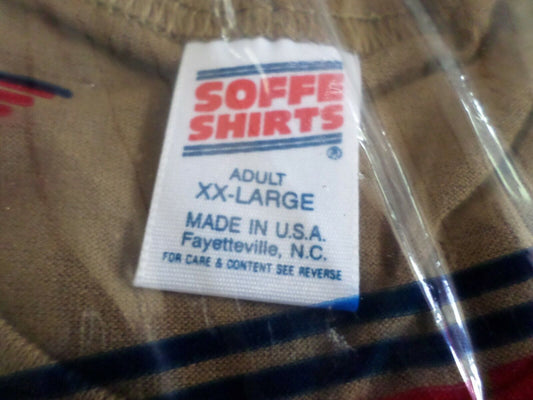 SOFFE
SHIRTS
®
ADULT
XX-LARGE
MADE IN U.S.A.
Fayetteville, N.C.
FOR CARE & CONTENT SEE REVERSE